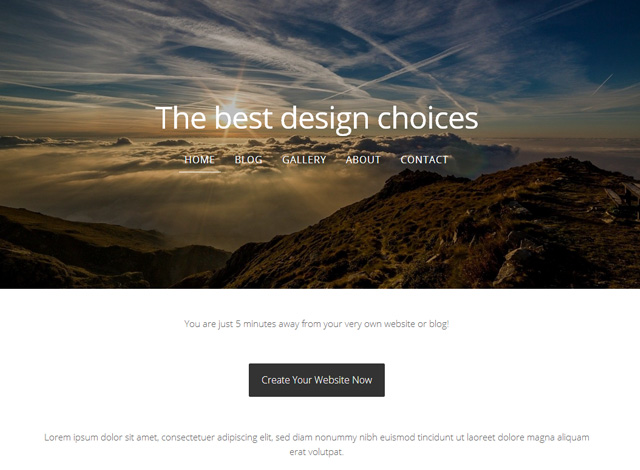 The best design choices
HOME BLOG GALLERY ABOUT CONTACT
You are just 5 minutes away from your very own website or blog!
Create Your Website Now
Lorem ipsum dolor sit amet, consectetuer adipiscing elit, sed diam nonummy nibh euismod tincidunt ut laoreet dolore magna aliquam
erat volutpat.